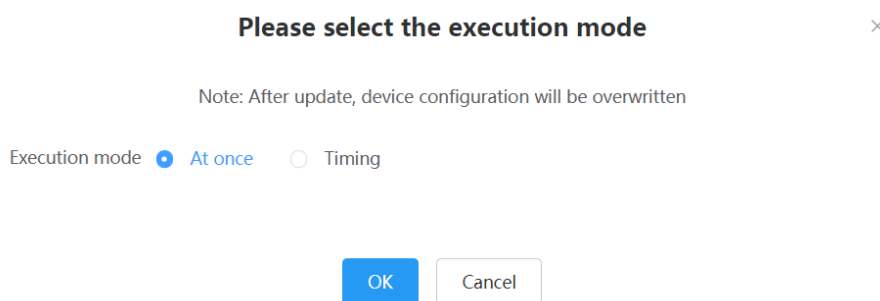 Please select the execution mode
Note: After update, device configuration will be overwritten
Execution mode At once Timing
OK Cancel